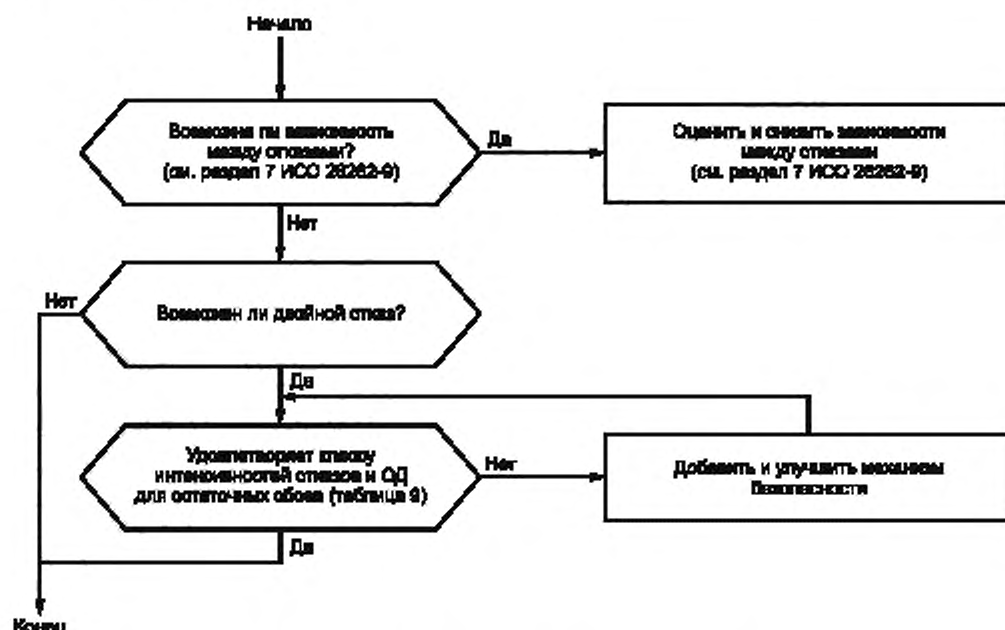 Начало
Возможна ли зависимость
между отказами?
(см. раздел 7 ИСО 26262-9)
Да
Оценить и снизить зависимости
между отказами
(см. раздел 7 ИСО 26262-9)
Нет
Нет
Возможен ли двойной отказ?
Да
Удовлетворяет классу
интенсивностей отказов и ОД
для остаточных сбоев (таблица 9)
Нет
Добавить и улучшить механизм
безопасности
Да
Конец